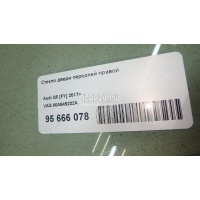 Стекло двери передней правой
Audi Q5 [FY] 2017>
VAG 80A845202A
95 666 078